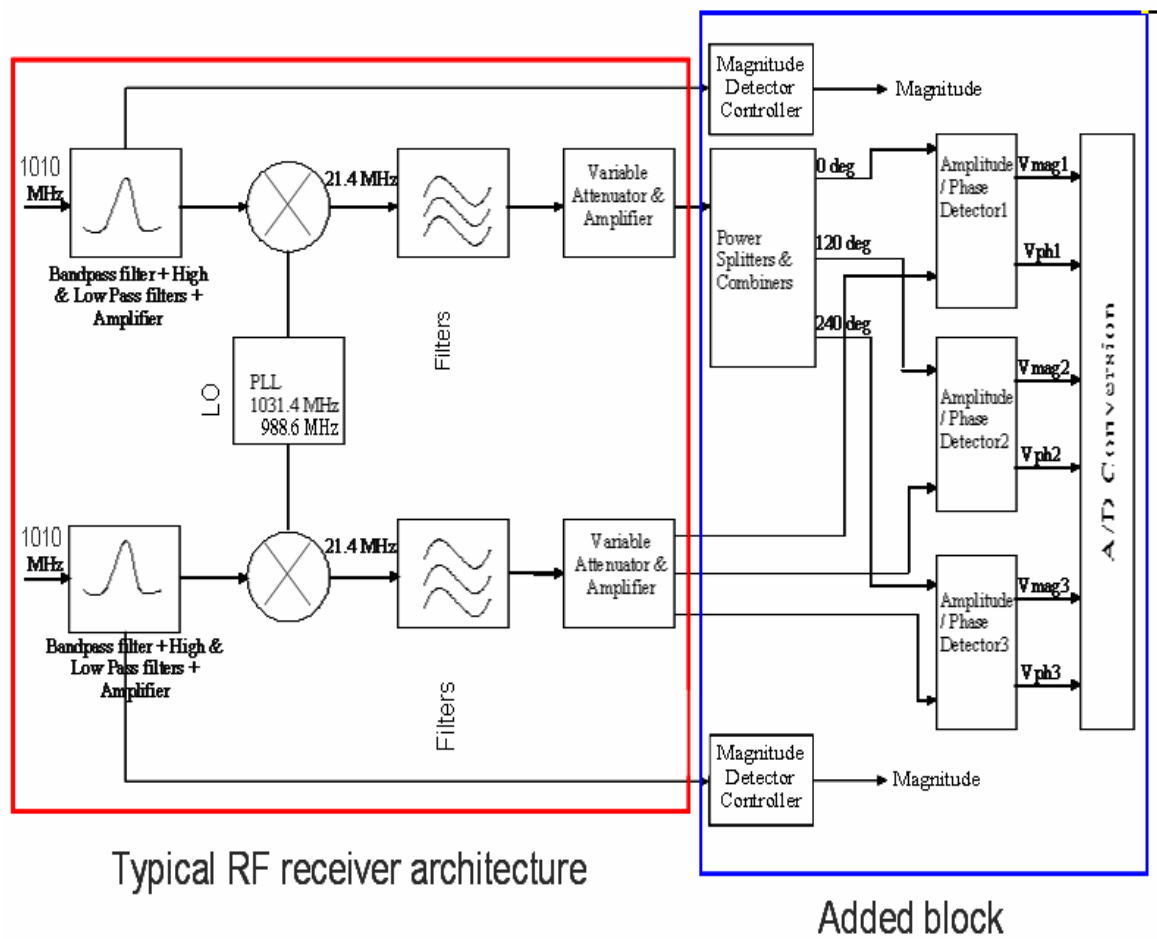 Magnitude
Detector
Controller
Magnitude
1010
MHz
Bandpass filter + High
& Low Pass filters +
Amplifier
21.4 MHz
Filters
Variable
Attenuator &
Amplifier
Power
Splitters &
Combiners
0 deg
120 deg
240 deg
Amplitude
/ Phase
Detector1
Vmag1
Vph1
LO
PLL
1031.4 MHz
988.6 MHz
Amplitude
/ Phase
Detector2
Vmag2
Vph2
A/D Conversion
1010
MHz
Bandpass filter +High &
Low Pass filters +
Amplifier
21.4 MHz
Filters
Variable
Attenuator &
Amplifier
Amplitude
/ Phase
Detector3
Vmag3
Vph3
Magnitude
Detector
Controller
Magnitude
Typical RF receiver architecture
Added block